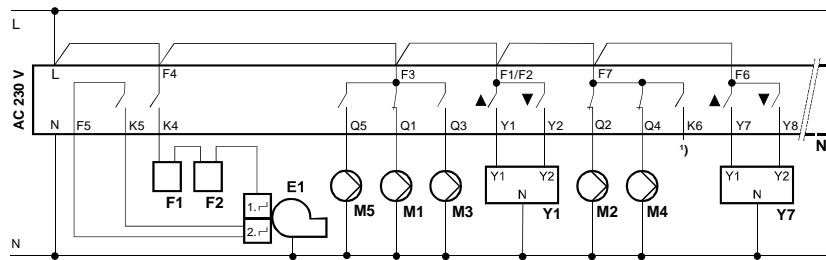 L
AC 230 V
L F4 F3 F1/F2 F7 F6
N F5 K5 K4 Q5 Q1 Q3 Y1 Y2 Q2 Q4 K6 Y7 Y8
N
¹)
F1 F2
E1
1.
2.
M5 M1 M3
Y1 Y2
N
Y1
M2 M4
Y1 Y2
N
Y7
N